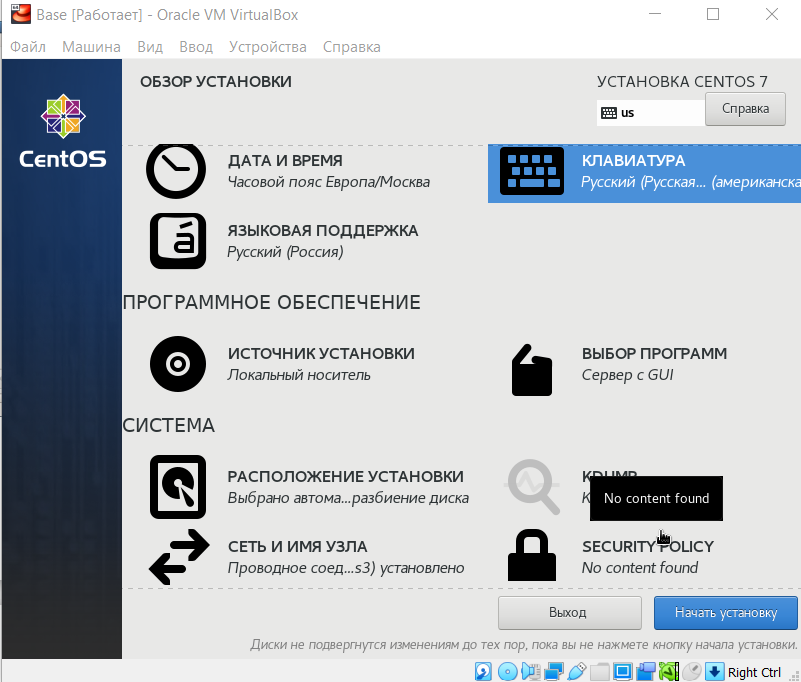 Base [Работает] - Oracle VM VirtualBox
Файл Машина Вид Ввод Устройства Справка
CentOS
ОБЗОР УСТАНОВКИ
УСТАНОВКА CENTOS 7
us
Справка
ДАТА И ВРЕМЯ
Часовой пояс Европа/Москва
КЛАВИАТУРА
Русский (Русская... (американска
ЯЗЫКОВАЯ ПОДДЕРЖКА
Русский (Россия)
ПРОГРАММНОЕ ОБЕСПЕЧЕНИЕ
ИСТОЧНИК УСТАНОВКИ
Локальный носитель
ВЫБОР ПРОГРАММ
Сервер с GUI
СИСТЕМА
РАСПОЛОЖЕНИЕ УСТАНОВКИ
Выбрано автома...разбиение диска
KDUMP
No content found
СЕТЬ И ИМЯ УЗЛА
Проводное соед...s3) установлено
SECURITY POLICY
No content found
Выход
Начать установку
Диски не подвергнутся изменениям до тех пор, пока вы не нажмете кнопку начала установки.
Right Ctrl